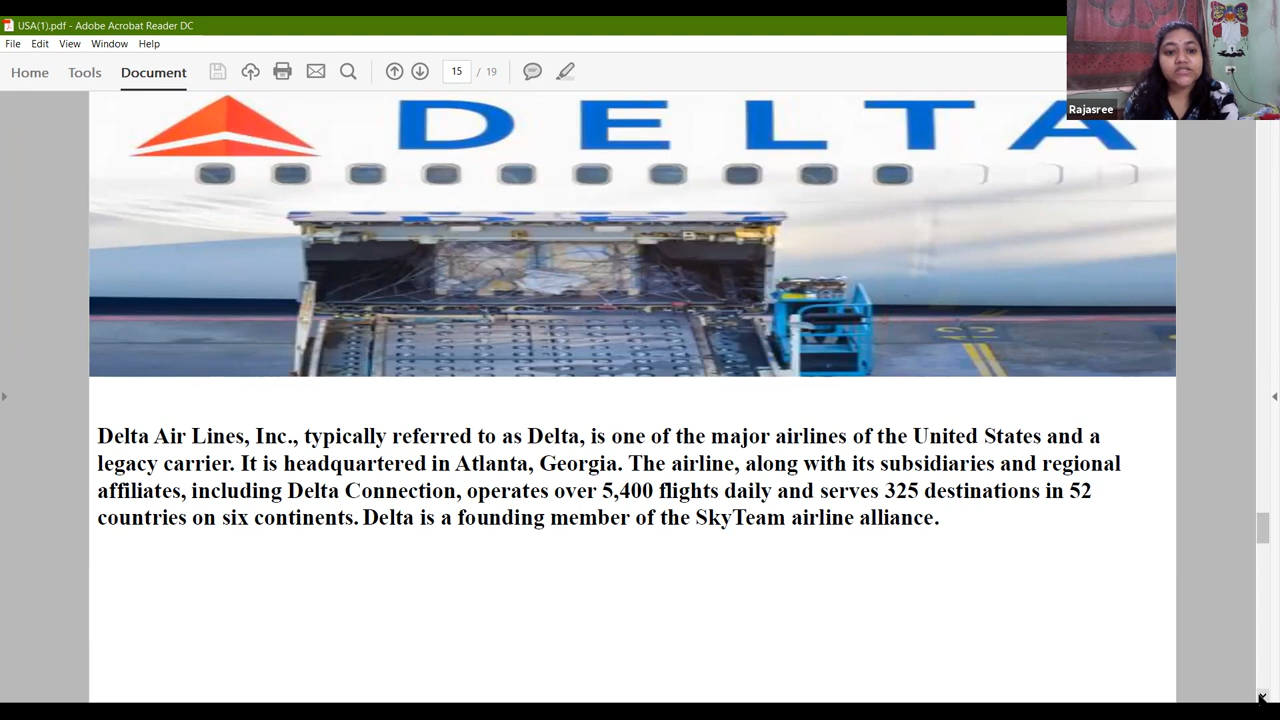 USA(1).pdf - Adobe Acrobat Reader DC
File Edit View Window Help
Home Tools Document 15 / 19
Rajasree
DELTA
Delta Air Lines, Inc., typically referred to as Delta, is one of the major airlines of the United States and a
legacy carrier. It is headquartered in Atlanta, Georgia. The airline, along with its subsidiaries and regional
affiliates, including Delta Connection, operates over 5,400 flights daily and serves 325 destinations in 52
countries on six continents. Delta is a founding member of the SkyTeam airline alliance.